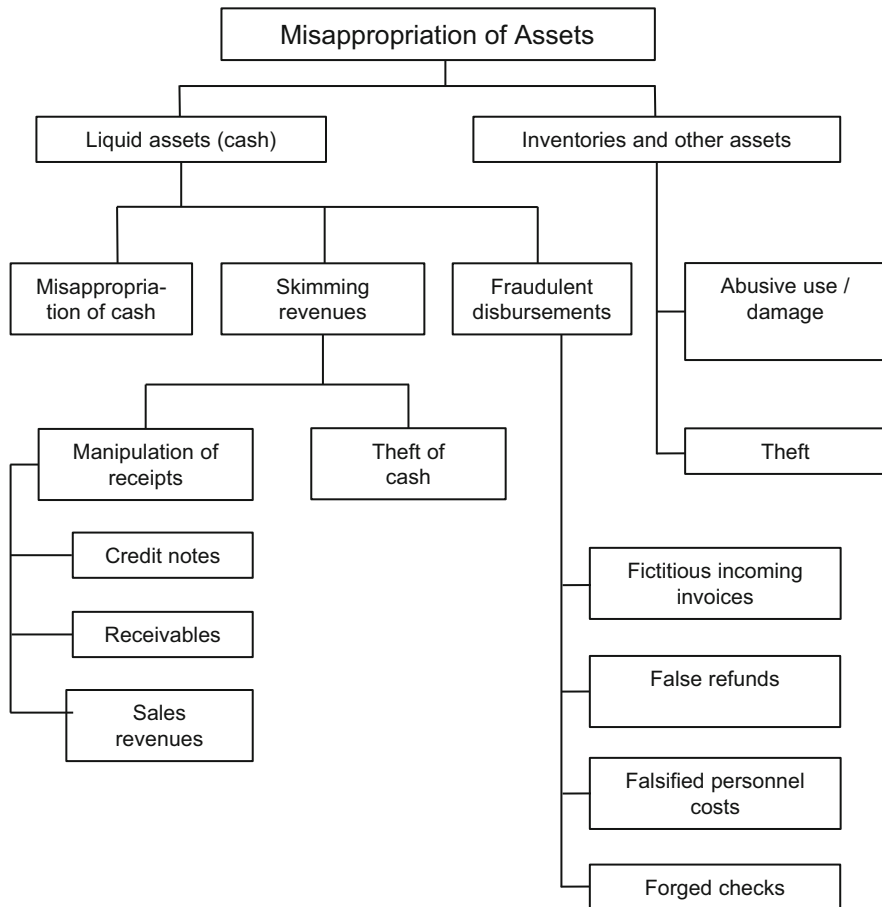 Misappropriation of Assets
Liquid assets (cash)
Inventories and other assets
Misappropria-
tion of cash
Skimming
revenues
Fraudulent
disbursements
Abusive use /
damage
Manipulation of
receipts
Theft of
cash
Theft
Credit notes
Fictitious incoming
invoices
Receivables
False refunds
Sales
revenues
Falsified personnel
costs
Forged checks